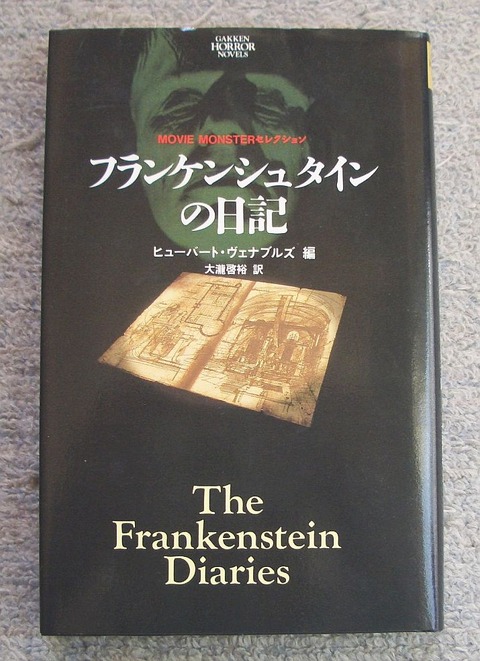 GAKKEN
HORROR
NOVELS
MOVIE MONSTERセレクション
フランケンシュタイン
の日記
ヒューバート・ヴェナブルズ 編
大瀧啓裕 訳
The
Frankenstein
Diaries